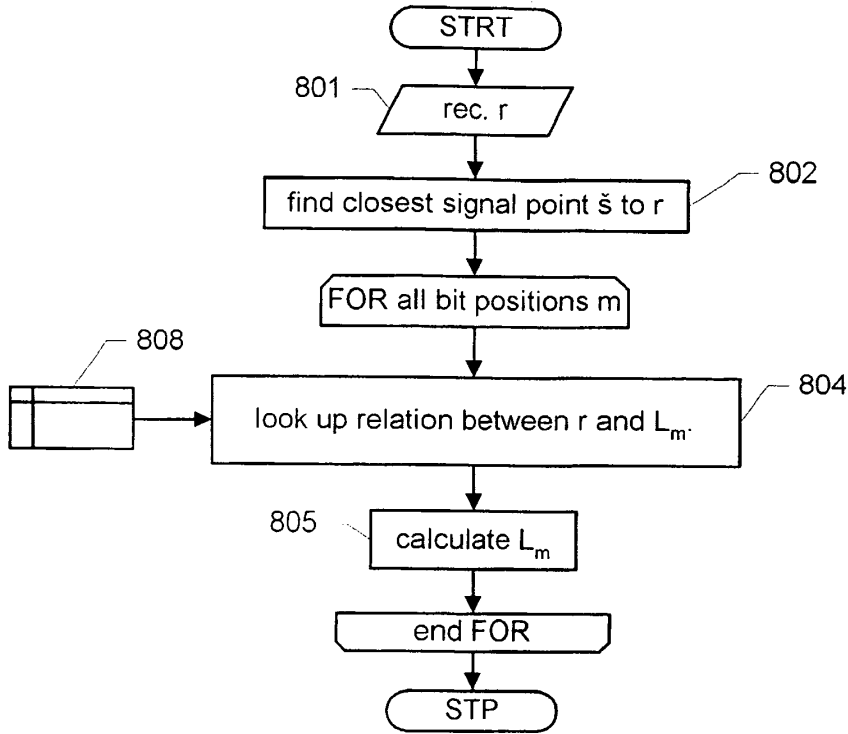 STRT
801
rec. r
802
find closest signal point š to r
FOR all bit positions m
808
804
look up relation between r and Lₘ.
805
calculate Lₘ
end FOR
STP